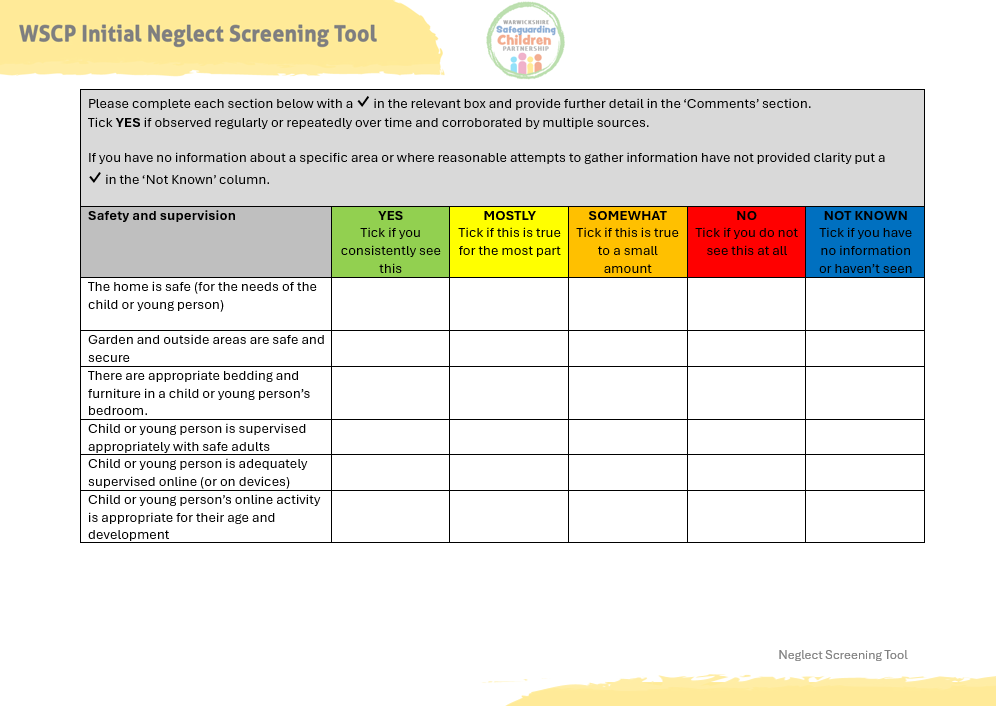 WSCP Initial Neglect Screening Tool
WARWICKSHIRE
Safeguarding
Children
PARTNERSHIP
Please complete each section below with a ✓ in the relevant box and provide further detail in the ‘Comments’ section.
Tick YES if observed regularly or repeatedly over time and corroborated by multiple sources.
If you have no information about a specific area or where reasonable attempts to gather information have not provided clarity put a
✓ in the ‘Not Known’ column.
Safety and supervision
YES
Tick if you
consistently see
this
MOSTLY
Tick if this is true
for the most part
SOMEWHAT
Tick if this is true
to a small
amount
NO
Tick if you do not
see this at all
NOT KNOWN
Tick if you have
no information
or haven’t seen
The home is safe (for the needs of the
child or young person)
Garden and outside areas are safe and
secure
There are appropriate bedding and
furniture in a child or young person’s
bedroom.
Child or young person is supervised
appropriately with safe adults
Child or young person is adequately
supervised online (or on devices)
Child or young person’s online activity
is appropriate for their age and
development
Neglect Screening Tool